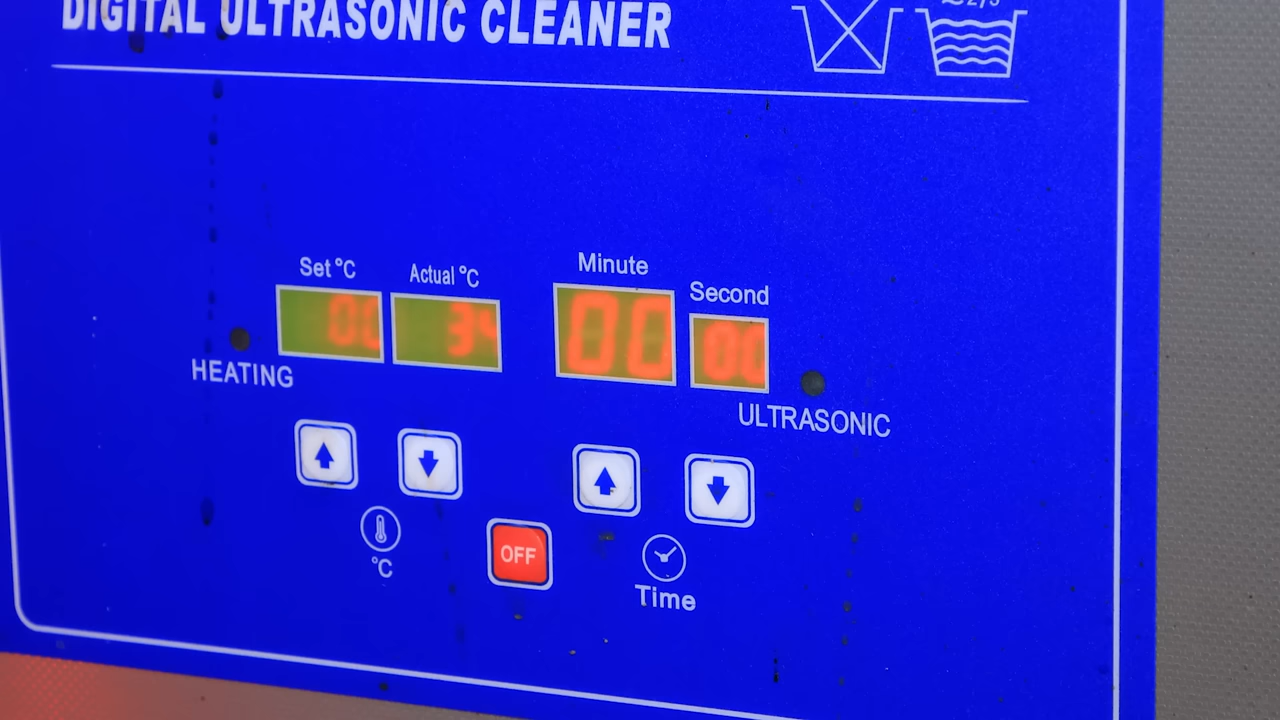 DIGITAL ULTRASONIC CLEANER
Set °C
Actual °C
Minute
Second
00
34
00
00
HEATING
ULTRASONIC
°C
OFF
Time